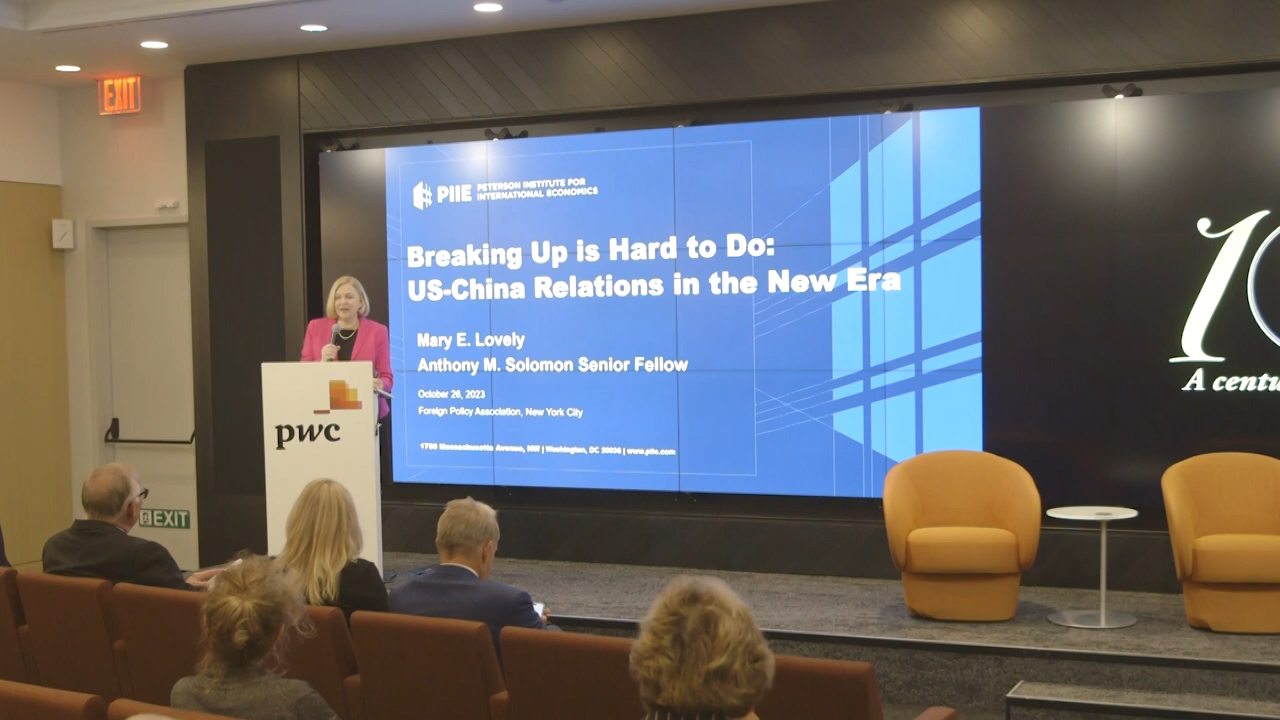 EXIT
PIIE PETERSON INSTITUTE FOR
INTERNATIONAL ECONOMICS
Breaking Up is Hard to Do:
US-China Relations in the New Era
Mary E. Lovely
Anthony M. Solomon Senior Fellow
October 26, 2023
Foreign Policy Association, New York City
1750 Massachusetts Avenue, NW | Washington, DC 20036 | www.piie.com
pwc
EXIT
10
A centu